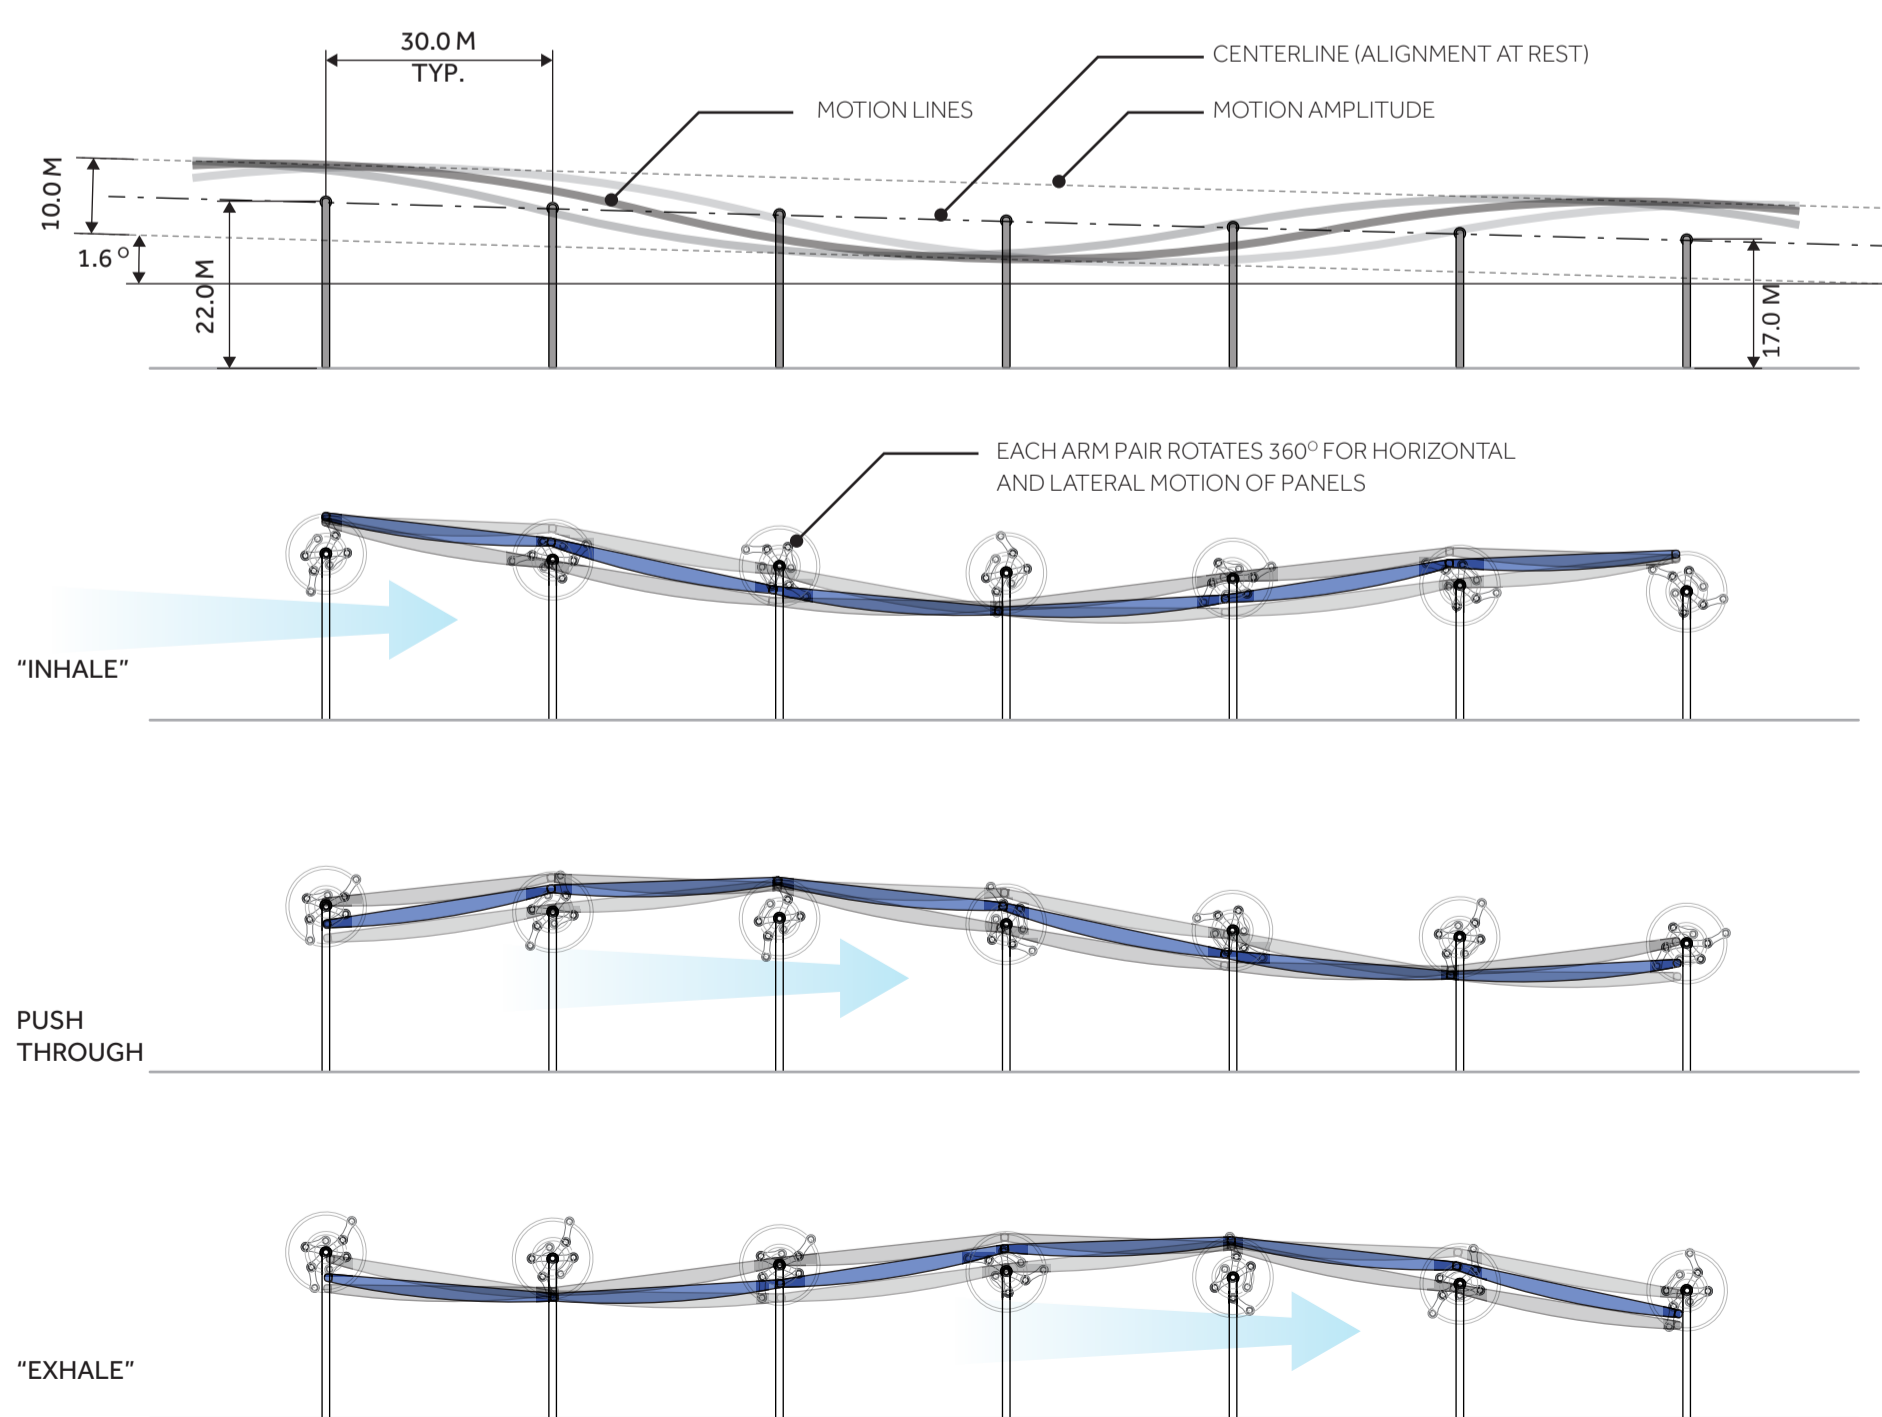 30.0 M
TYP.
CENTERLINE (ALIGNMENT AT REST)
MOTION LINES
MOTION AMPLITUDE
10.0 M
1.6 O
22.0 M
17.0 M
EACH ARM PAIR ROTATES 360O FOR HORIZONTAL
AND LATERAL MOTION OF PANELS
“INHALE”
PUSH
THROUGH
“EXHALE”